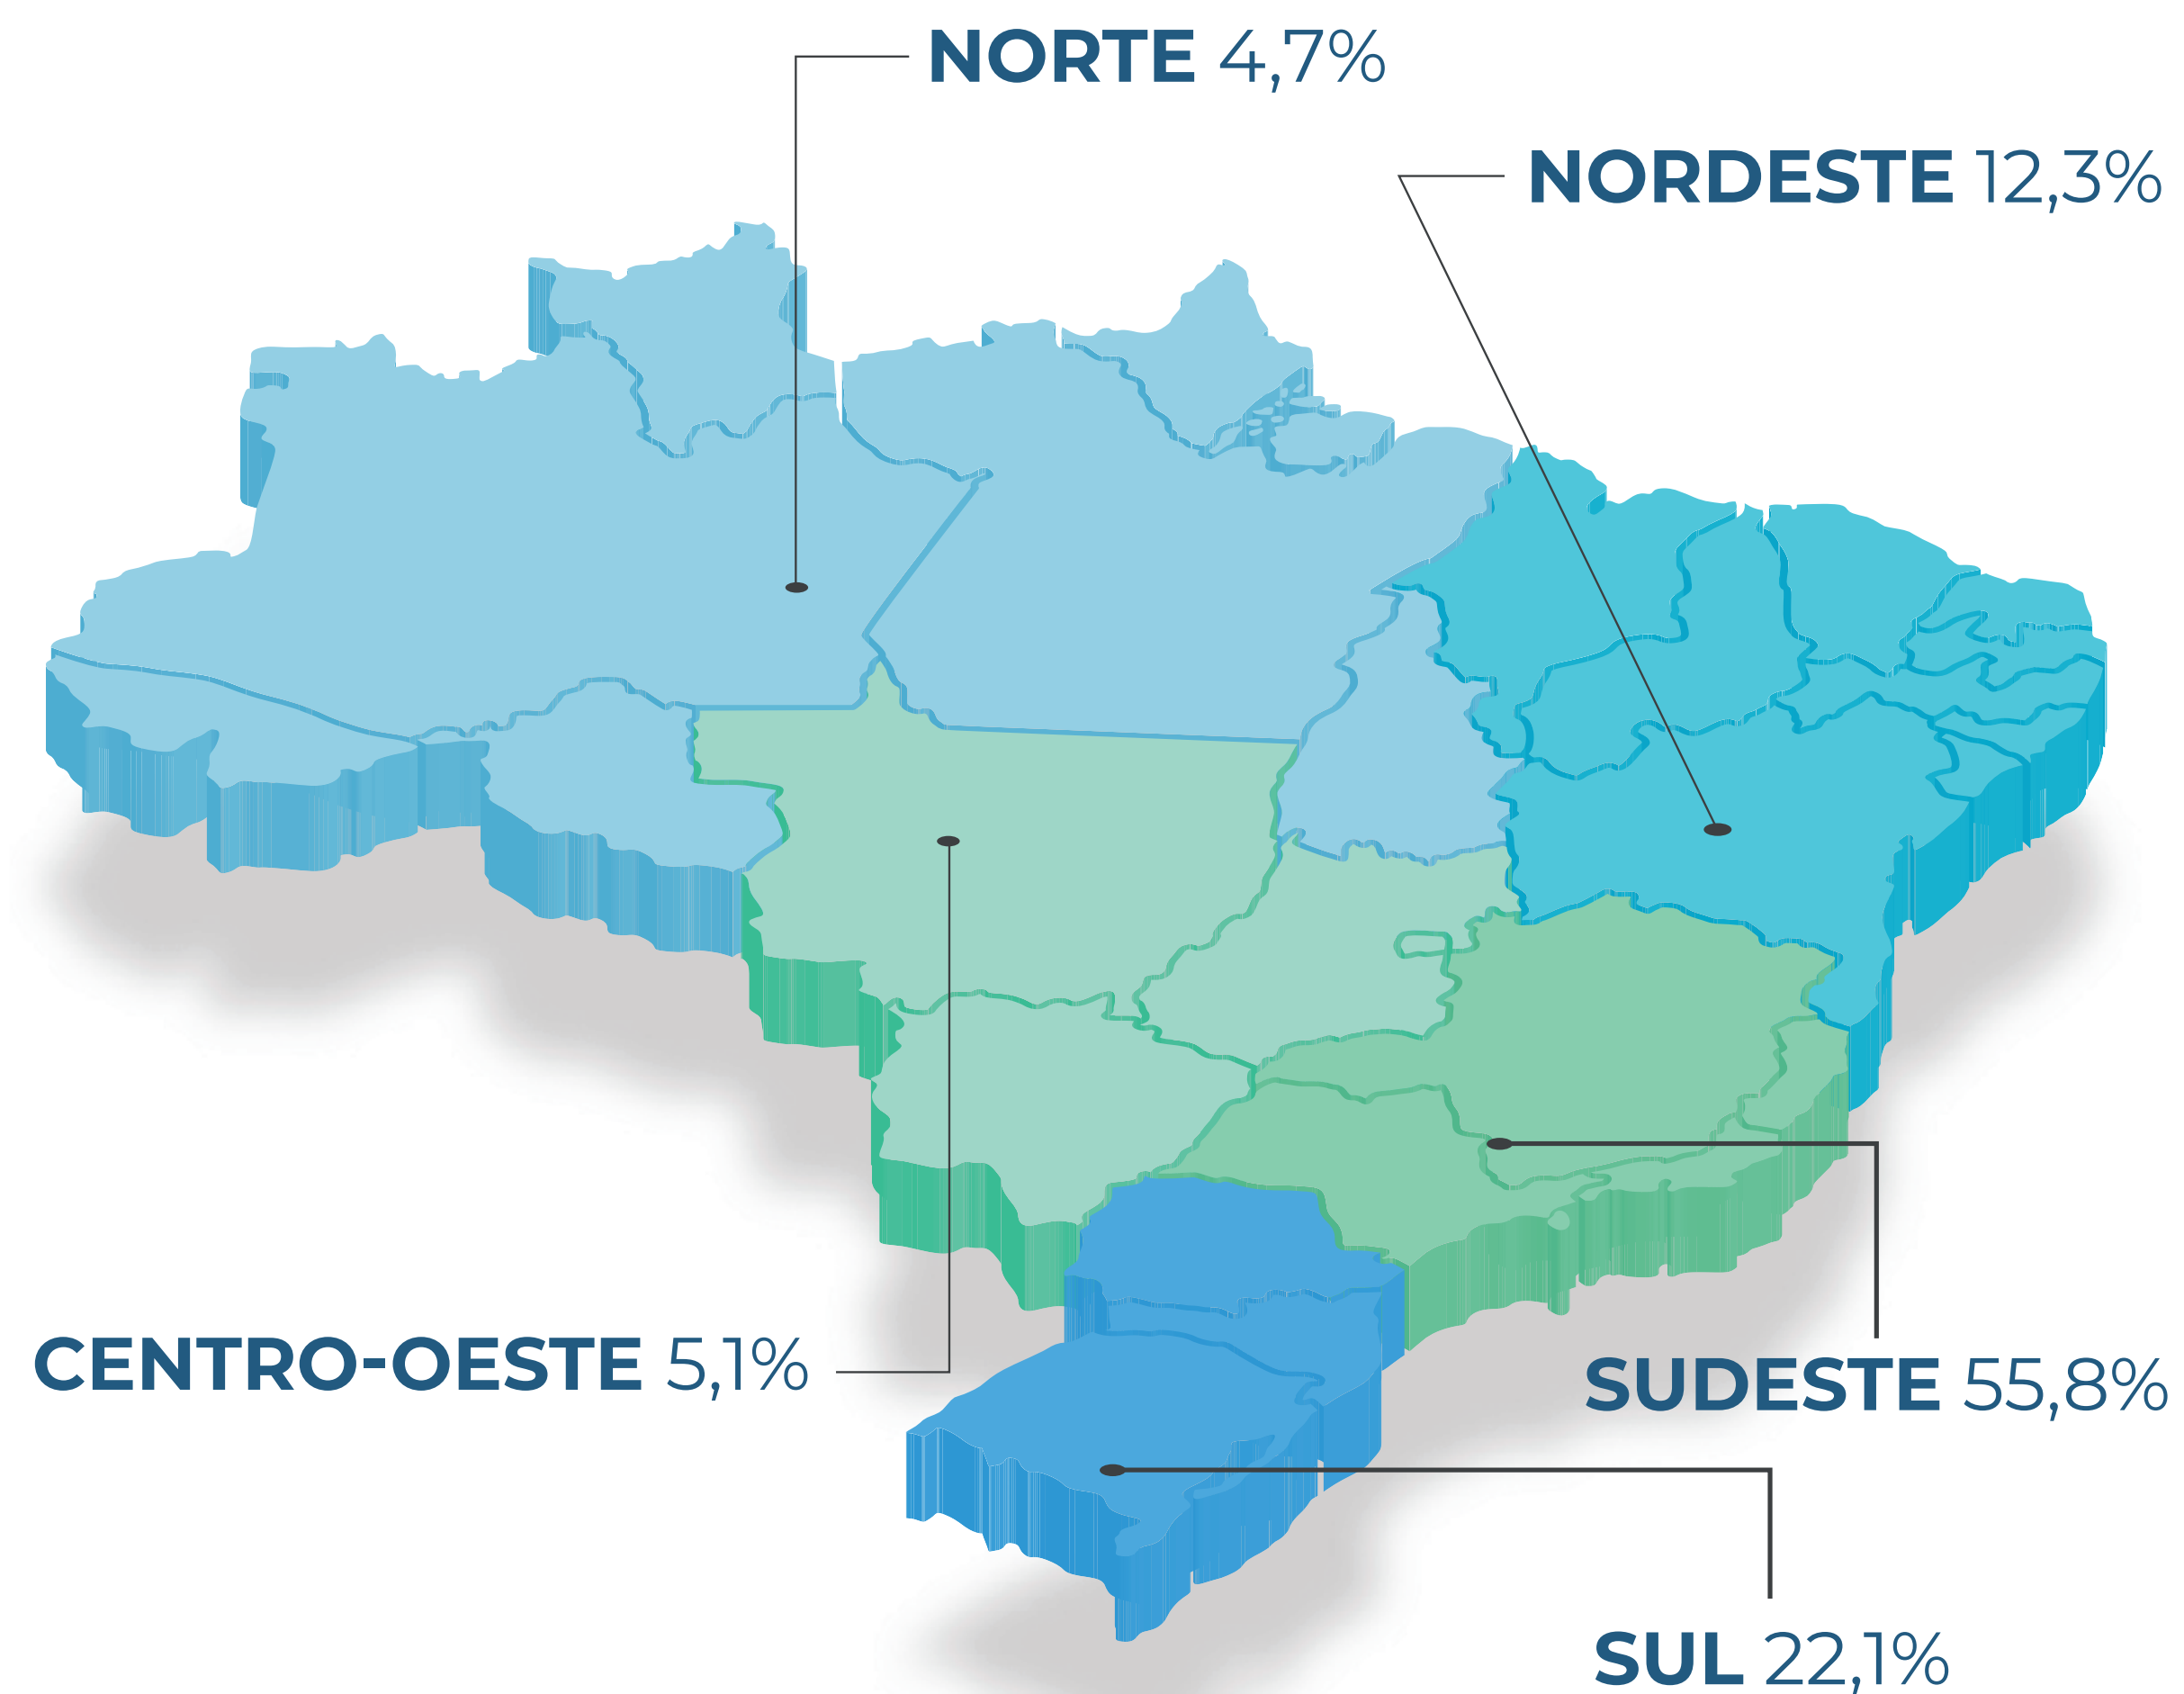 NORTE 4,7%
NORDESTE 12,3%
CENTRO-OESTE 5,1%
SUDESTE 55,8%
SUL 22,1%